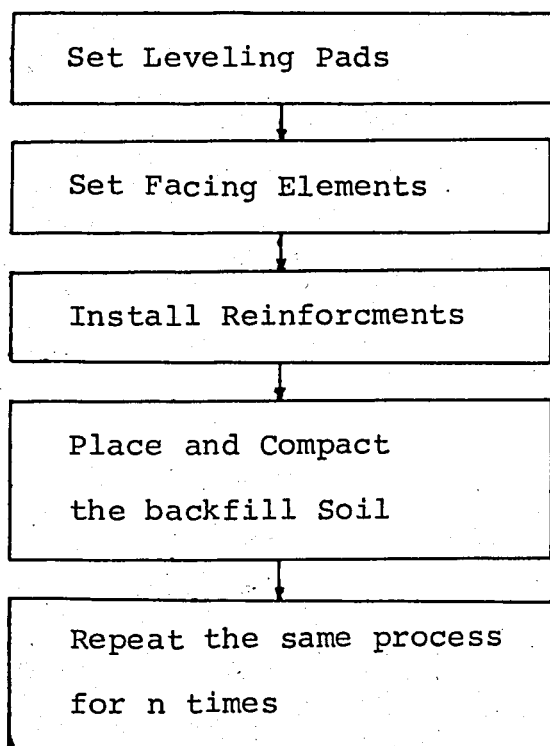 Set Leveling Pads
Set Facing Elements
Install Reinforcments
Place and Compact
the backfill Soil
Repeat the same process
for n times